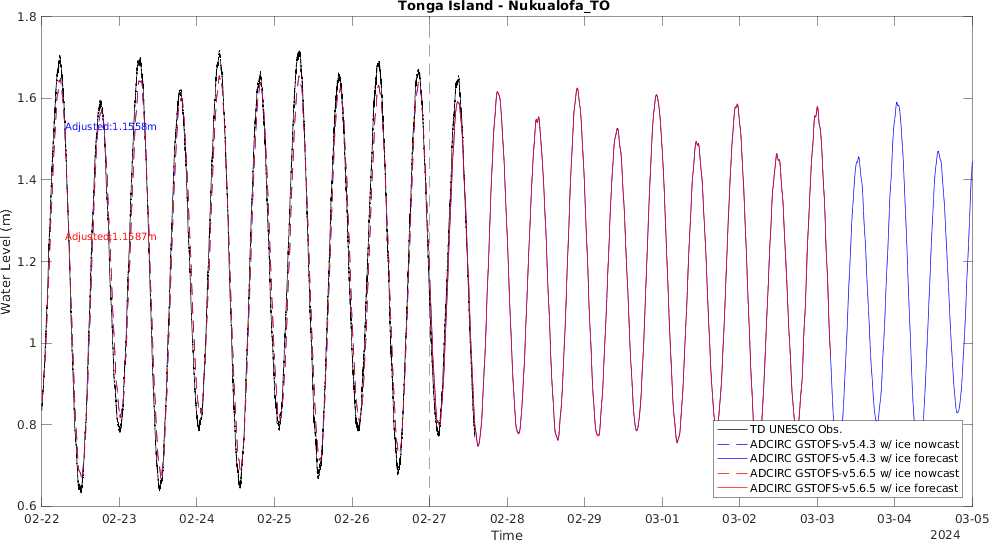 Tonga Island - Nukualofa_TO
1.8
1.6
1.4
1.2
1
0.8
0.6
Water Level (m)
Adjusted:1.1558m
Adjusted:1.1587m
TD UNESCO Obs.
ADCIRC GSTOFS-v5.4.3 w/ ice nowcast
ADCIRC GSTOFS-v5.4.3 w/ ice forecast
ADCIRC GSTOFS-v5.6.5 w/ ice nowcast
ADCIRC GSTOFS-v5.6.5 w/ ice forecast
02-22 02-23 02-24 02-25 02-26 02-27 02-28 02-29 03-01 03-02 03-03 03-04 03-05
Time
2024